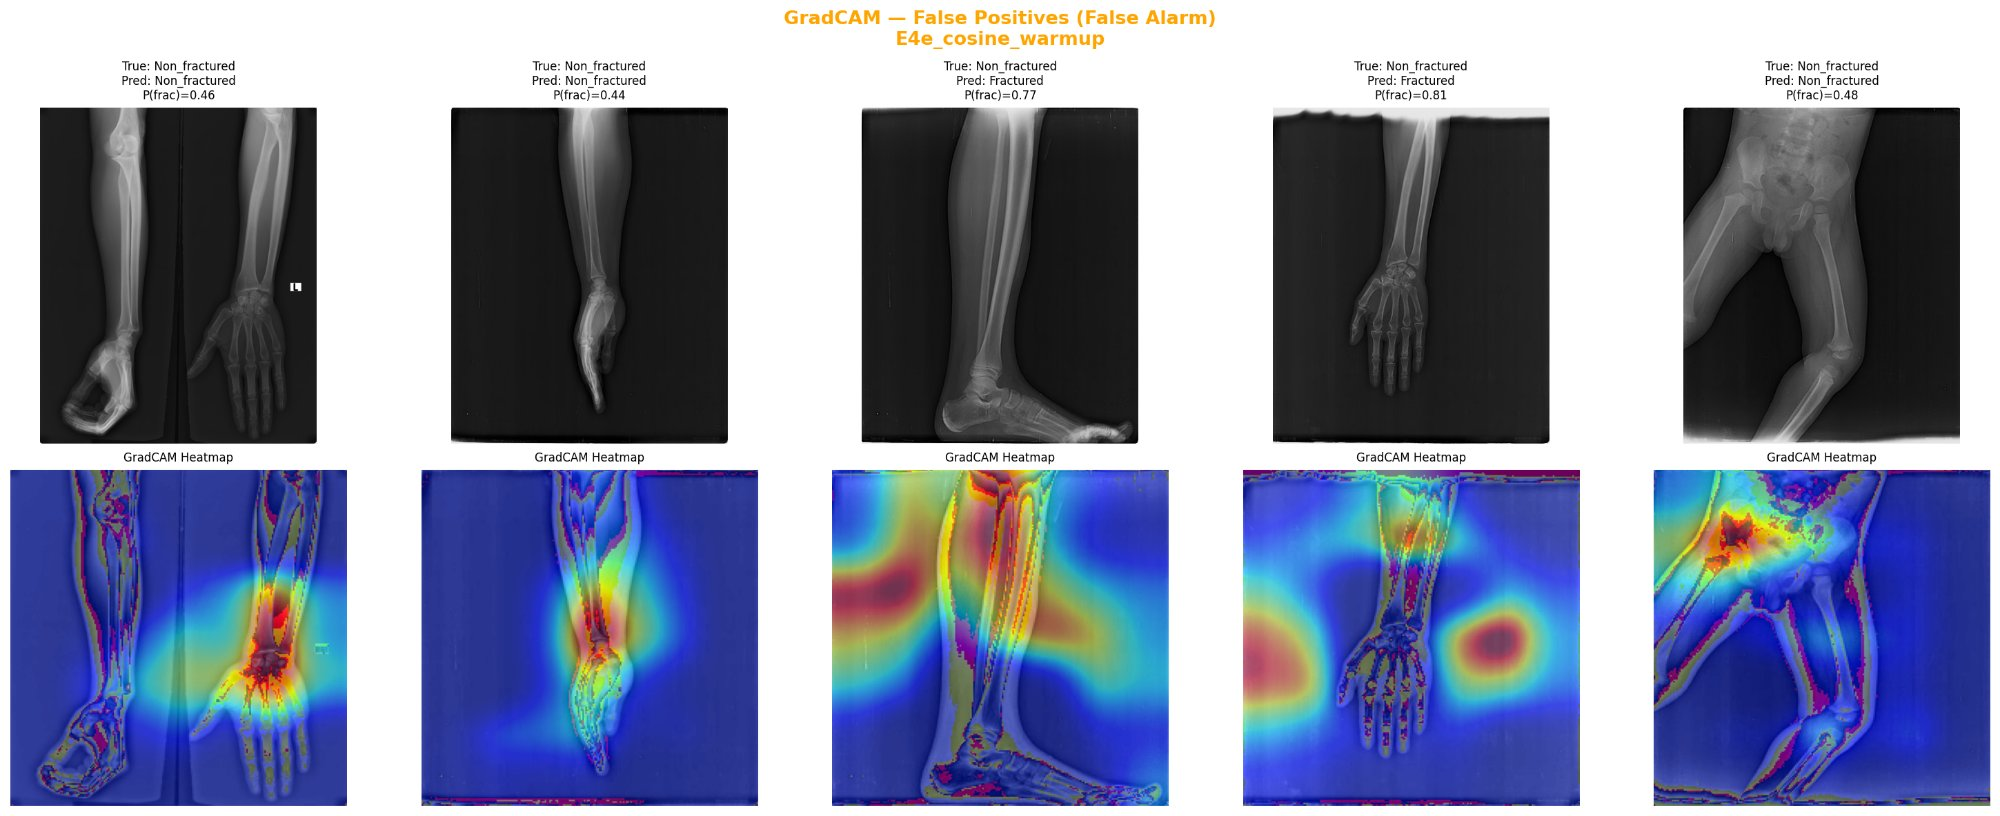 GradCAM — False Positives (False Alarm)
E4e_cosine_warmup
True: Non_fractured
Pred: Non_fractured
P(frac)=0.46
True: Non_fractured
Pred: Non_fractured
P(frac)=0.44
True: Non_fractured
Pred: Fractured
P(frac)=0.77
True: Non_fractured
Pred: Fractured
P(frac)=0.81
True: Non_fractured
Pred: Non_fractured
P(frac)=0.48
L
GradCAM Heatmap
GradCAM Heatmap
GradCAM Heatmap
GradCAM Heatmap
GradCAM Heatmap